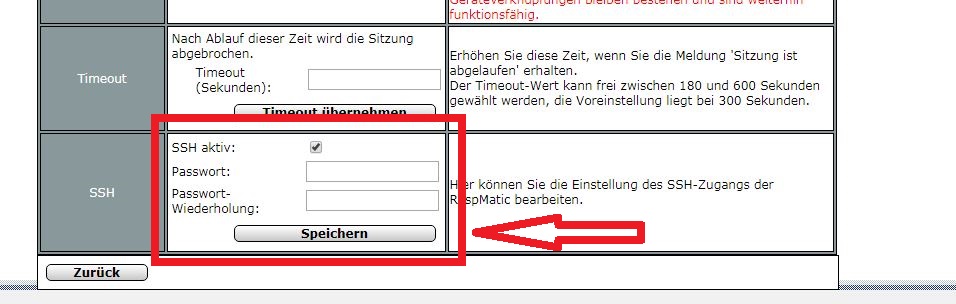 Geräteverknüpfungen bleiben bestehen und sind weiterhin
funktionsfähig.
Timeout
Nach Ablauf dieser Zeit wird die Sitzung
abgebrochen.
Timeout
(Sekunden):
Timeout übernehmen
Erhöhen Sie diese Zeit, wenn Sie die Meldung 'Sitzung ist
abgelaufen' erhalten.
Der Timeout-Wert kann frei zwischen 180 und 600 Sekunden
gewählt werden, die Voreinstellung liegt bei 300 Sekunden.
SSH
SSH aktiv:
Passwort:
Passwort-
Wiederholung:
Speichern
Hier können Sie die Einstellung des SSH-Zugangs der
RaspMatic bearbeiten.
Zurück